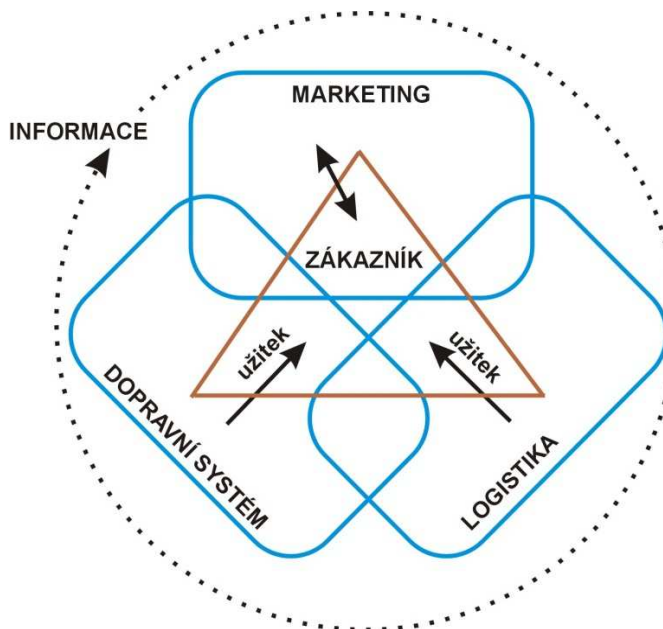 MARKETING
INFORMACE
ZÁKAZNÍK
užitek
užitek
DOPRAVNÍ SYSTÉM
LOGISTIKA